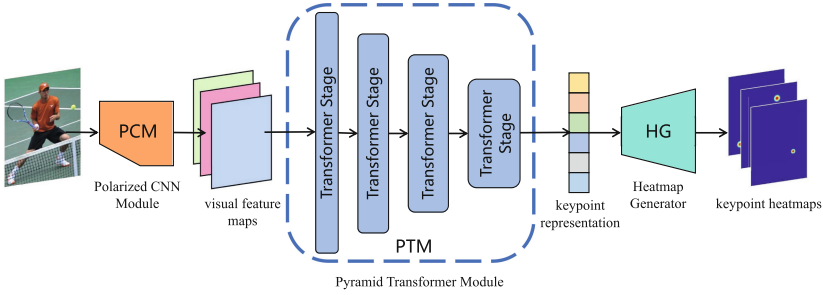 PCM
Polarized CNN
Module
visual feature
maps
Transformer Stage
Transformer Stage
Transformer Stage
Transformer
Stage
PTM
Pyramid Transformer Module
keypoint
representation
HG
Heatmap
Generator
keypoint heatmaps